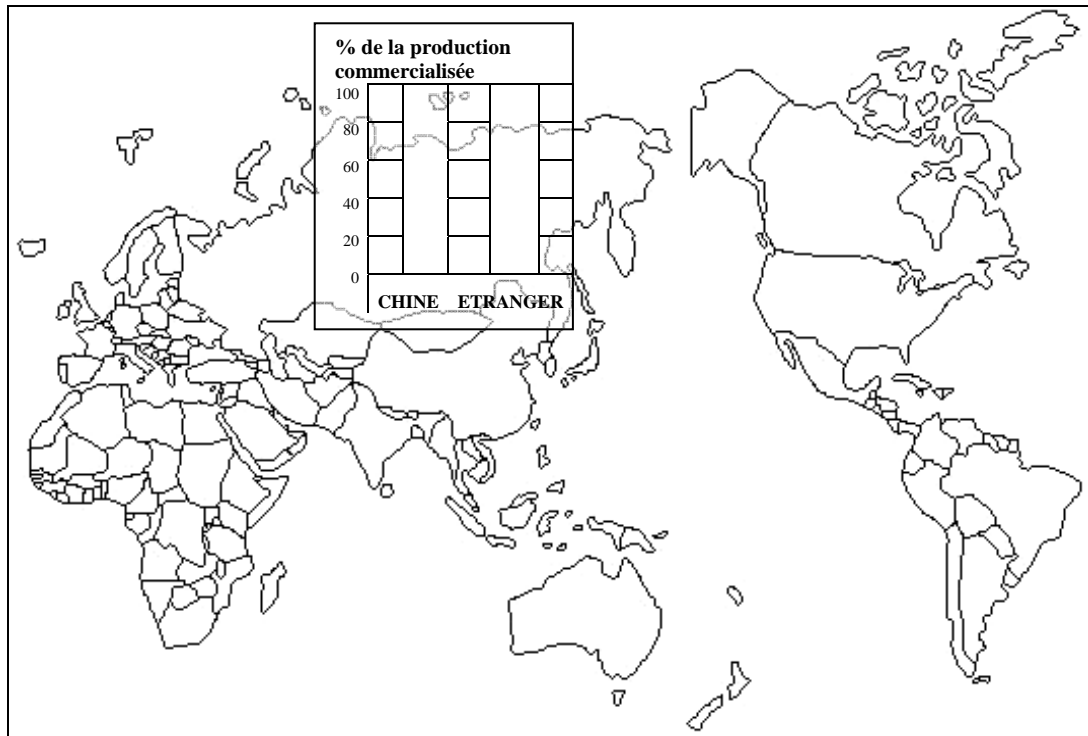 % de la production
commercialisée
100
80
60
40
20
0
CHINE ETRANGER